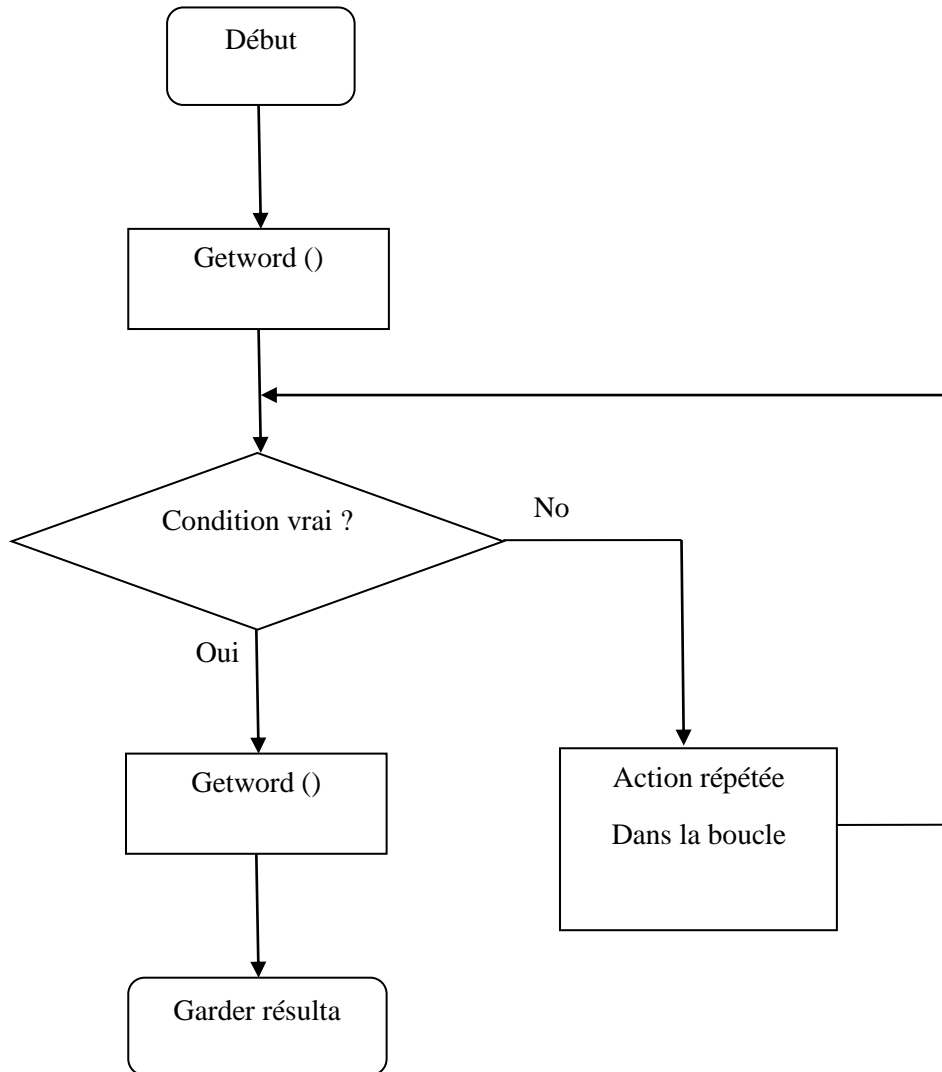 Début
Getword ()
Condition vrai ?
No
Oui
Getword ()
Action répétée
Dans la boucle
Garder résulta